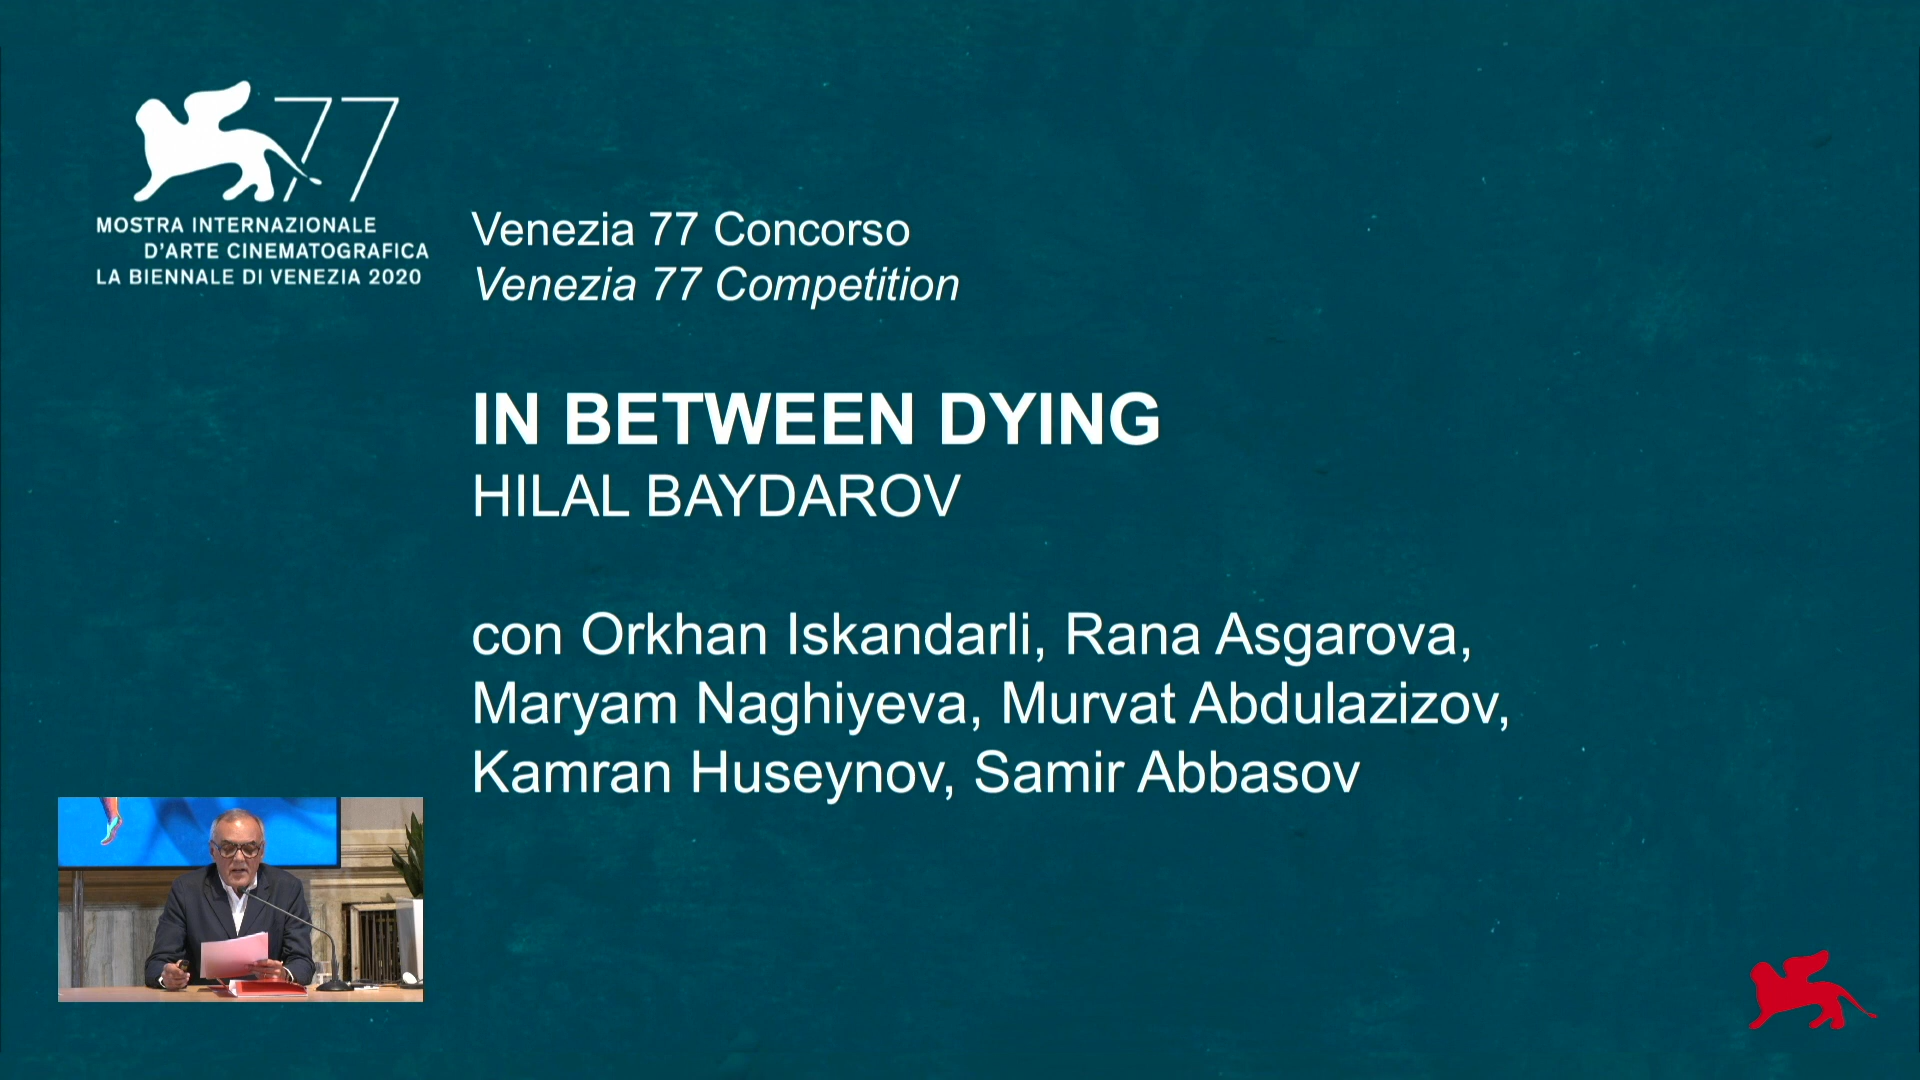 77
MOSTRA INTERNAZIONALE
D'ARTE CINEMATOGRAFICA
LA BIENNALE DI VENEZIA 2020
Venezia 77 Concorso
Venezia 77 Competition
IN BETWEEN DYING
HILAL BAYDAROV
con Orkhan Iskandarli, Rana Asgarova,
Maryam Naghiyeva, Murvat Abdulazizov,
Kamran Huseynov, Samir Abbasov